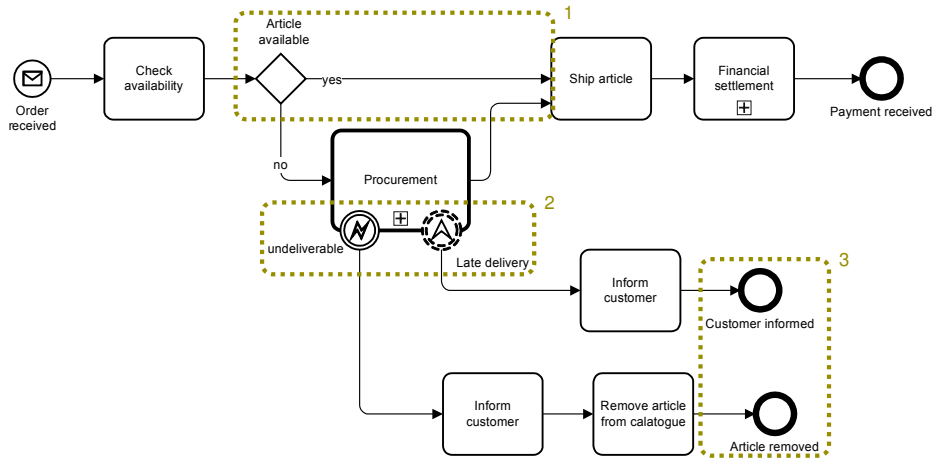 1
Article
available
Check
availability
yes
Ship article
Financial
settlement
Order
received
Payment received
no
Procurement
2
undeliverable
Late delivery
3
Inform
customer
Customer informed
Inform
customer
Remove article
from calatogue
Article removed